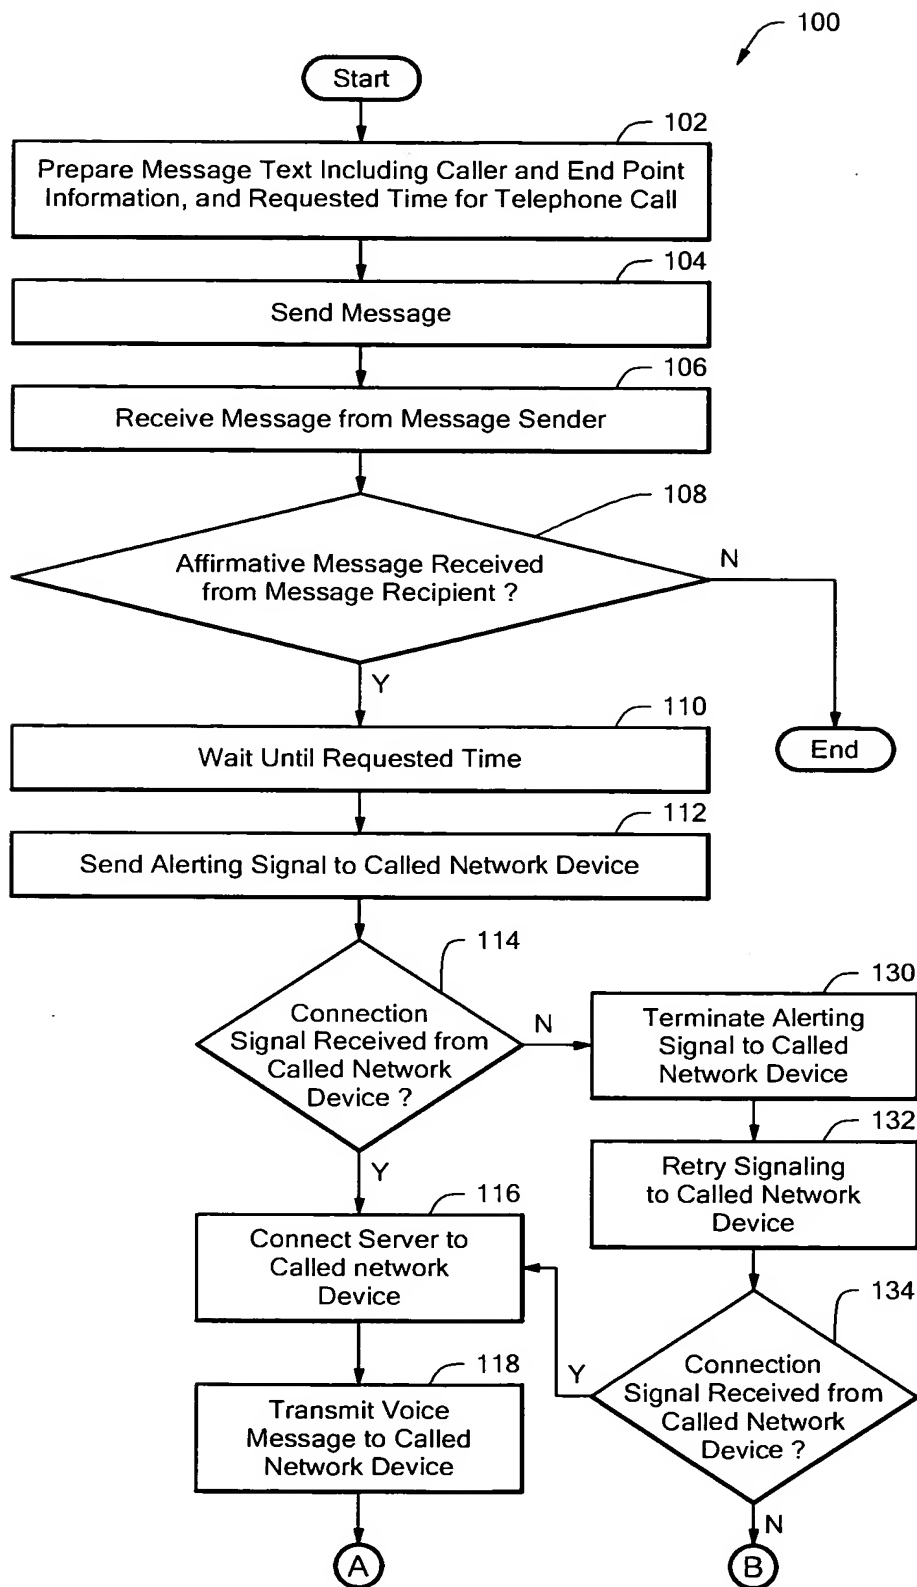 100
Start
102
Prepare Message Text Including Caller and End Point
Information, and Requested Time for Telephone Call
104
Send Message
106
Receive Message from Message Sender
108
Affirmative Message Received
from Message Recipient ?
N
Y
110
Wait Until Requested Time
End
112
Send Alerting Signal to Called Network Device
114
Connection
Signal Received from
Called Network
Device ?
N
130
Terminate Alerting
Signal to Called
Network Device
Y
132
Retry Signaling
to Called Network
Device
116
Connect Server to
Called network
Device
134
Connection
Signal Received from
Called Network
Device ?
Y
118
Transmit Voice
Message to Called
Network Device
N
A
B